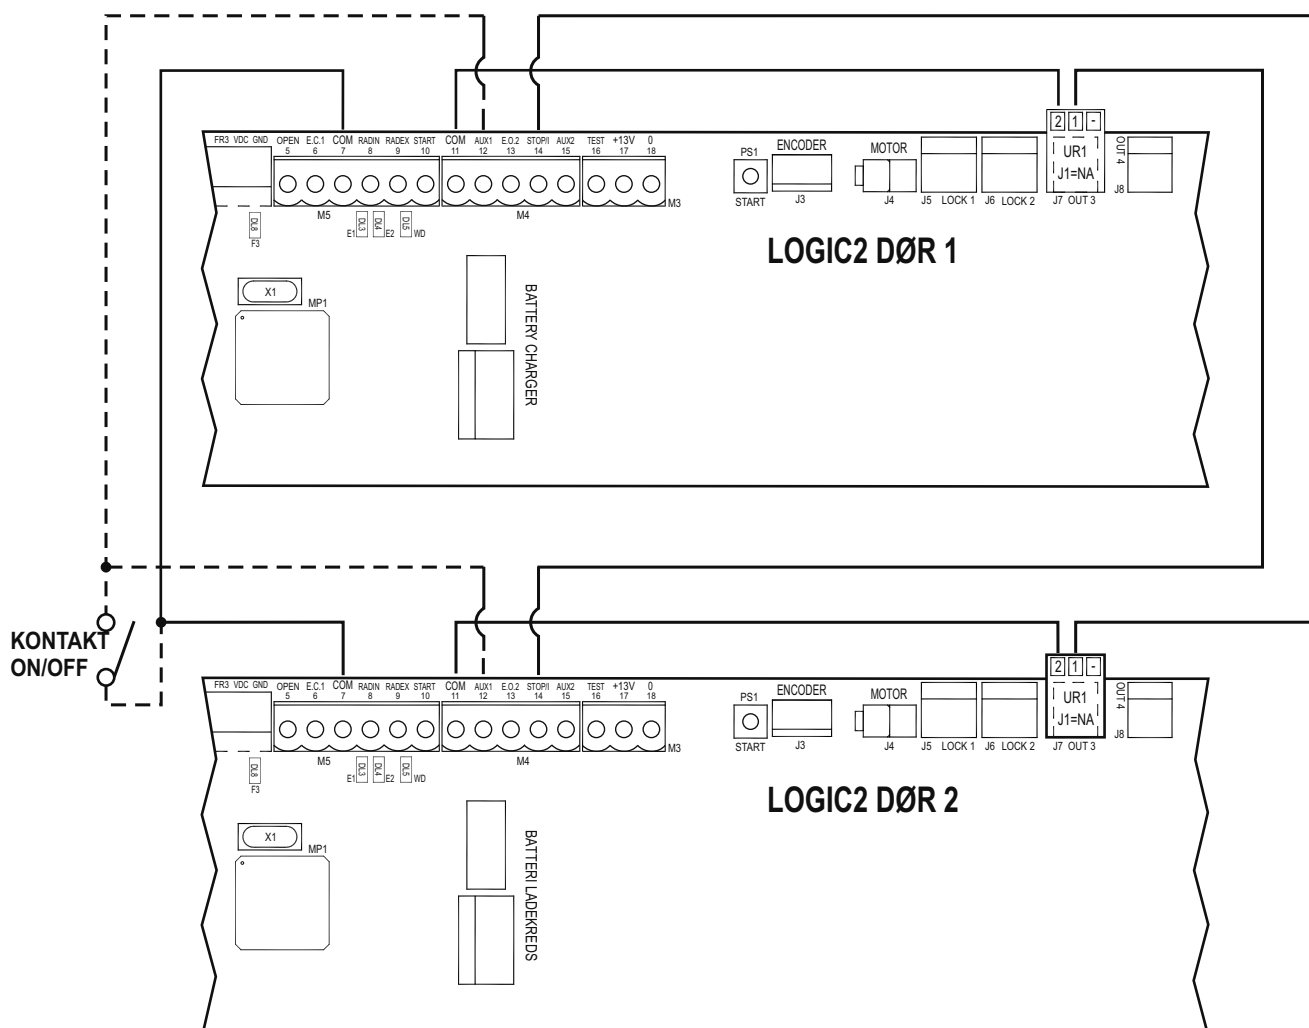 FR3 VDC GND OPEN E.C.1 COM RADIN RADEX START COM AUX1 E.O.2 STOP/I AUX2 TEST +13V 0
5 6 7 8 9 10 11 12 13 14 15 16 17 18
M5 M4 M3
DL8
F3
E1 DL3 DL4 E2 DL5 WD
X1
MP1
BATTERY CHARGER
PS1
START
ENCODER
J3
MOTOR
J4
J5 LOCK 1
J6 LOCK 2
2 1 -
UR1
J1=NA
J7 OUT 3
OUT 4
J8
LOGIC2 DØR 1
KONTAKT
ON/OFF
FR3 VDC GND OPEN E.C.1 COM RADIN RADEX START COM AUX1 E.O.2 STOP/I AUX2 TEST +13V 0
5 6 7 8 9 10 11 12 13 14 15 16 17 18
M5 M4 M3
DL8
F3
E1 DL3 DL4 E2 DL5 WD
X1
MP1
BATTERI LADEKREDS
PS1
START
ENCODER
J3
MOTOR
J4
J5 LOCK 1
J6 LOCK 2
2 1 -
UR1
J1=NA
J7 OUT 3
OUT 4
J8
LOGIC2 DØR 2